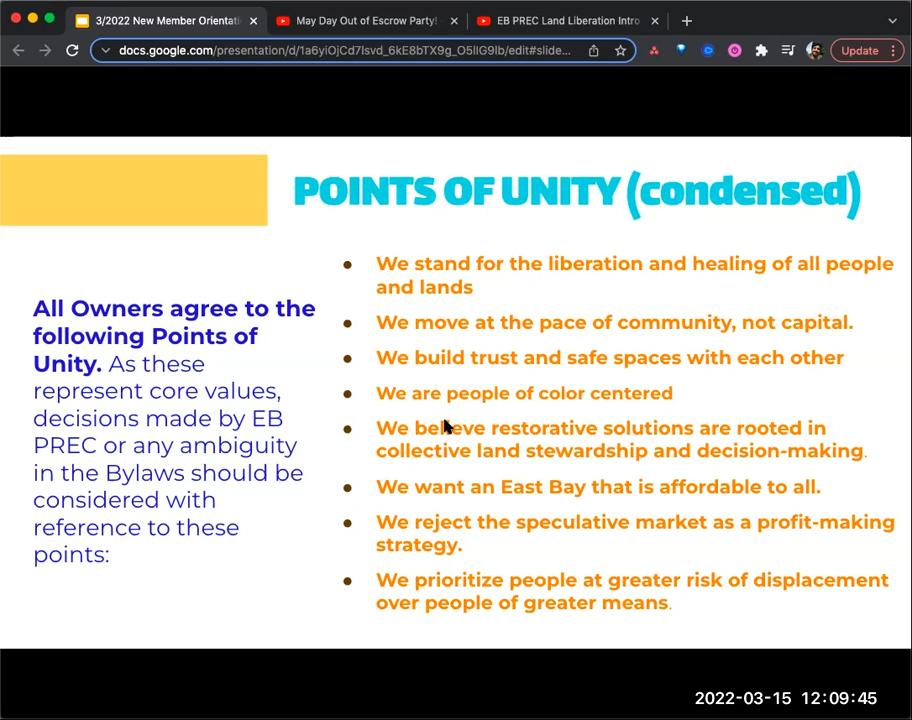 3/2022 New Member Orientati
May Day Out of Escrow Party!
EB PREC Land Liberation Intro
docs.google.com/presentation/d/1a6yiOjCd7Isvd_6kE8bTX9g_O5lIG9Ib/edit#slide...
Update
POINTS OF UNITY (condensed)
All Owners agree to the
following Points of
Unity. As these
represent core values,
decisions made by EB
PREC or any ambiguity
in the Bylaws should be
considered with
reference to these
points:
● We stand for the liberation and healing of all people
and lands
● We move at the pace of community, not capital.
● We build trust and safe spaces with each other
● We are people of color centered
● We believe restorative solutions are rooted in
collective land stewardship and decision-making.
● We want an East Bay that is affordable to all.
● We reject the speculative market as a profit-making
strategy.
● We prioritize people at greater risk of displacement
over people of greater means.
2022-03-15 12:09:45